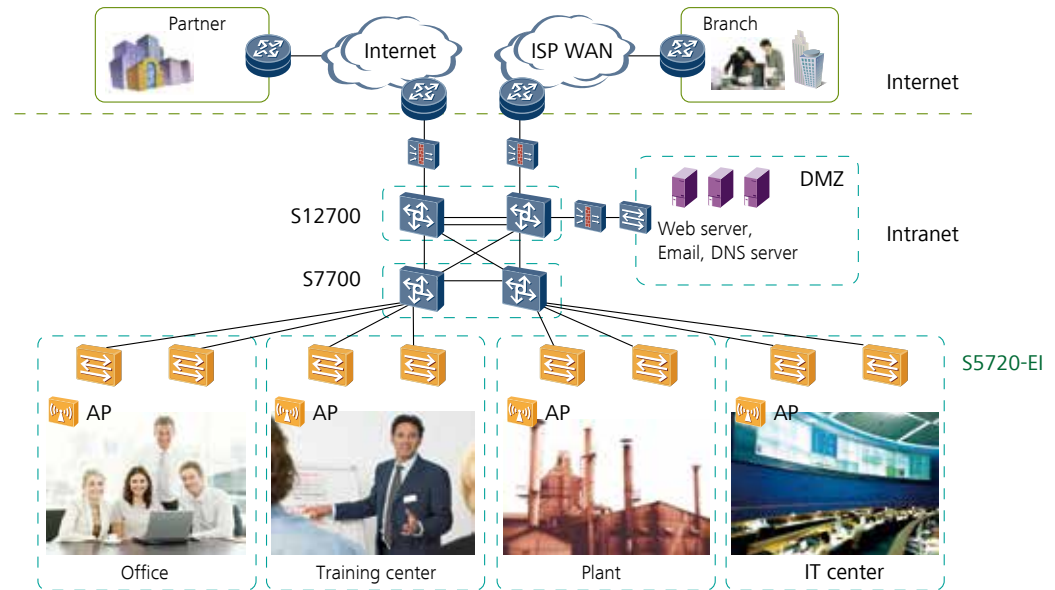 Partner
Internet
ISP WAN
Branch
Internet
DMZ
S12700
Web server,
Email, DNS server
Intranet
S7700
S5720-EI
AP
AP
AP
AP
Office
Training center
Plant
IT center